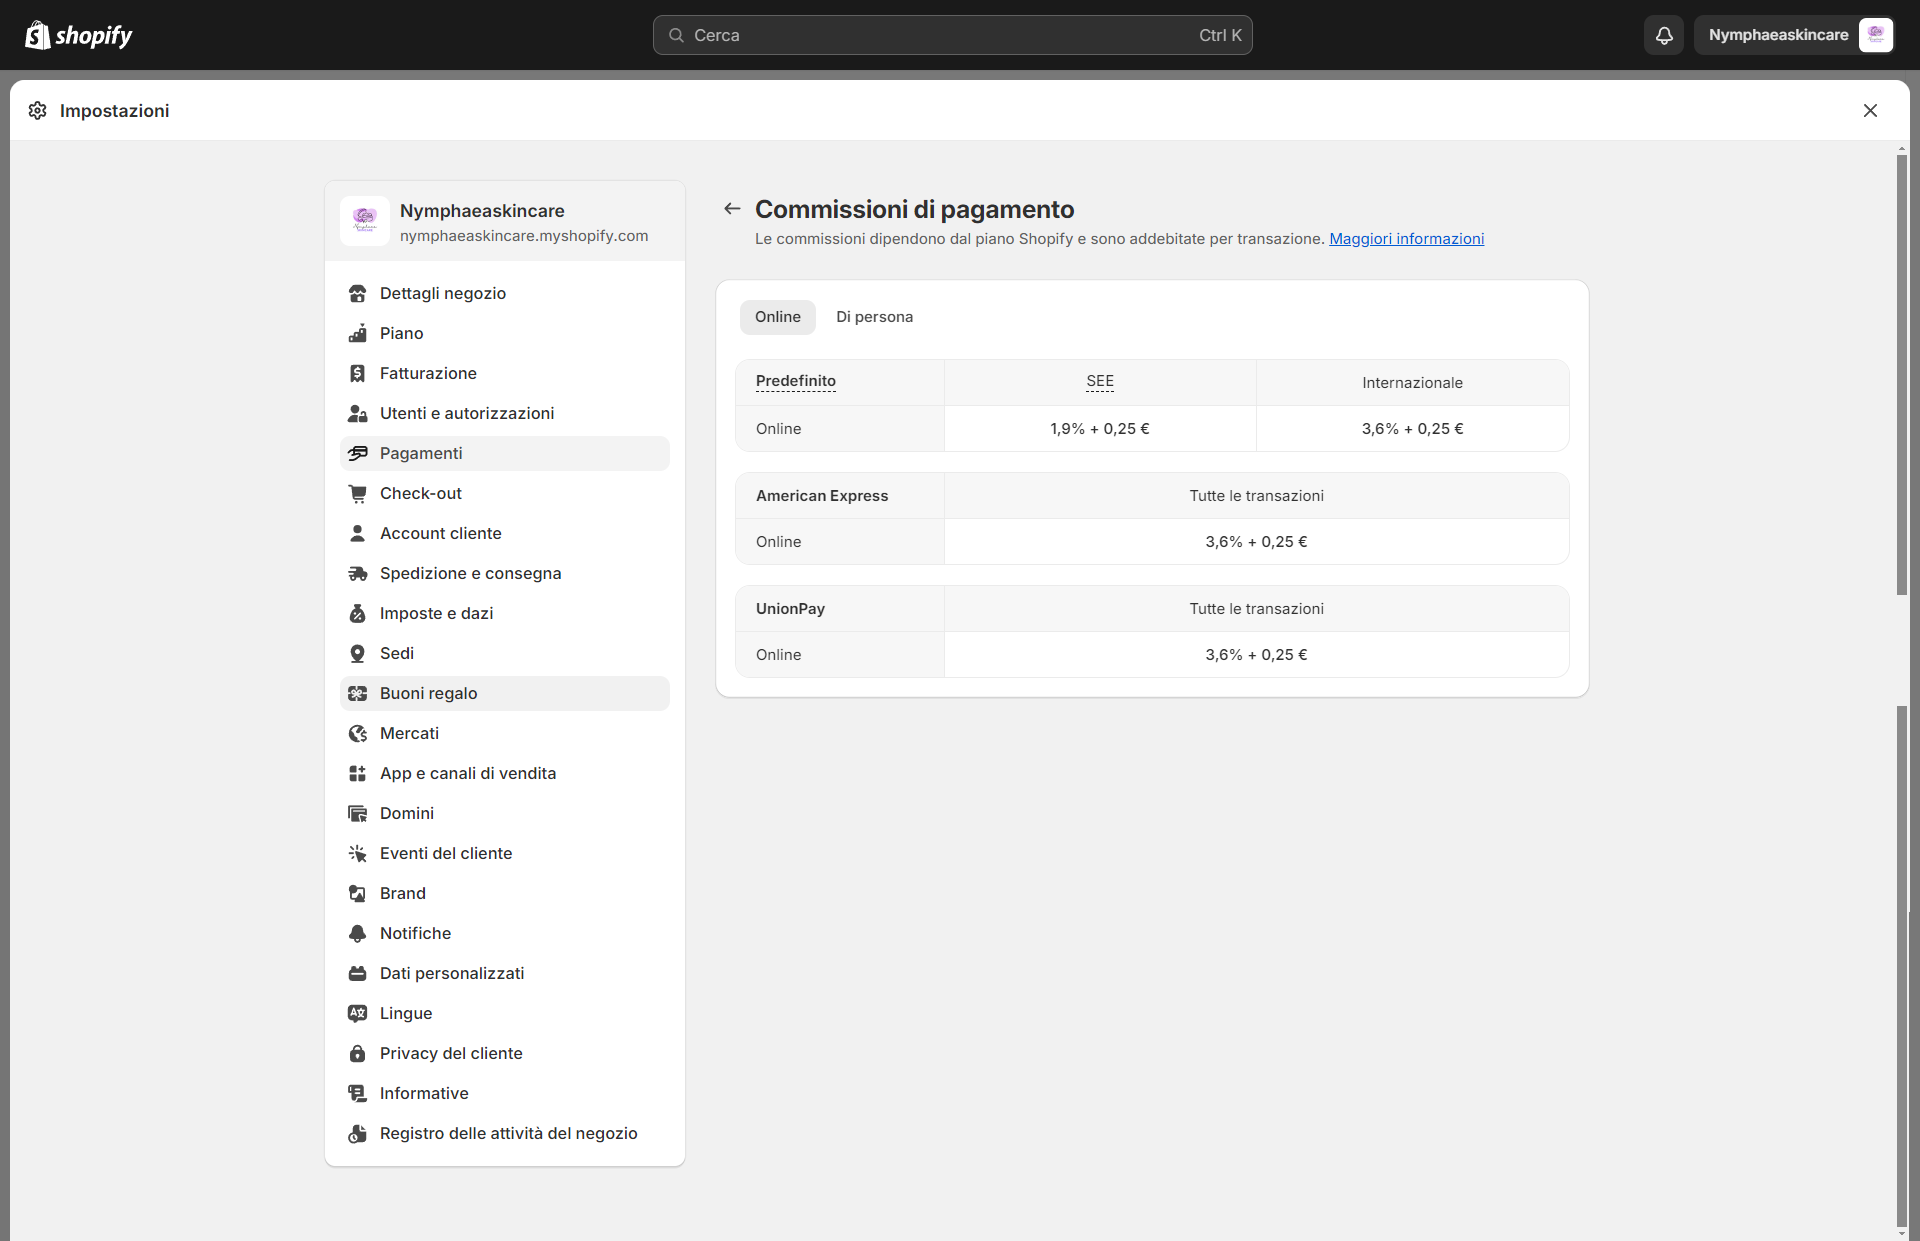 shopify
Cerca
Ctrl K
Nymphaeaskincare
Impostazioni
Nymphaeaskincare
nymphaeaskincare.myshopify.com
Dettagli negozio
Piano
Fatturazione
Utenti e autorizzazioni
Pagamenti
Check-out
Account cliente
Spedizione e consegna
Imposte e dazi
Sedi
Buoni regalo
Mercati
App e canali di vendita
Domini
Eventi del cliente
Brand
Notifiche
Dati personalizzati
Lingue
Privacy del cliente
Informative
Registro delle attività del negozio
Commissioni di pagamento
Le commissioni dipendono dal piano Shopify e sono addebitate per transazione. Maggiori informazioni
Online Di persona
Predefinito SEE Internazionale
Online 1,9% + 0,25 € 3,6% + 0,25 €
American Express Tutte le transazioni
Online 3,6% + 0,25 €
UnionPay Tutte le transazioni
Online 3,6% + 0,25 €